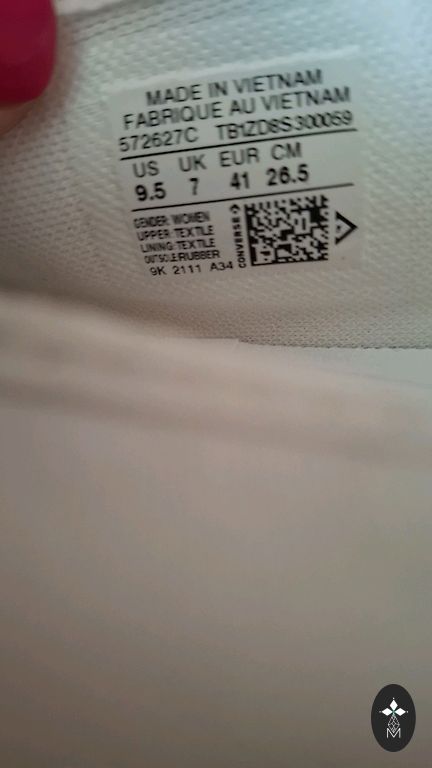 MADE IN VIETNAM
FABRIQUE AU VIETNAM
572627C TB1ZD8S300059
US UK EUR CM
9.5 7 41 26.5
GENDER: WOMEN
UPPER: TEXTILE
LINING: TEXTILE
OUTSOLE: RUBBER
9K 2111 A34
CONVERSE
M